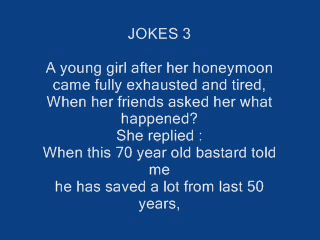 JOKES 3
A young girl after her honeymoon
came fully exhausted and tired,
When her friends asked her what
happened?
She replied :
When this 70 year old bastard told
me
he has saved a lot from last 50
years,